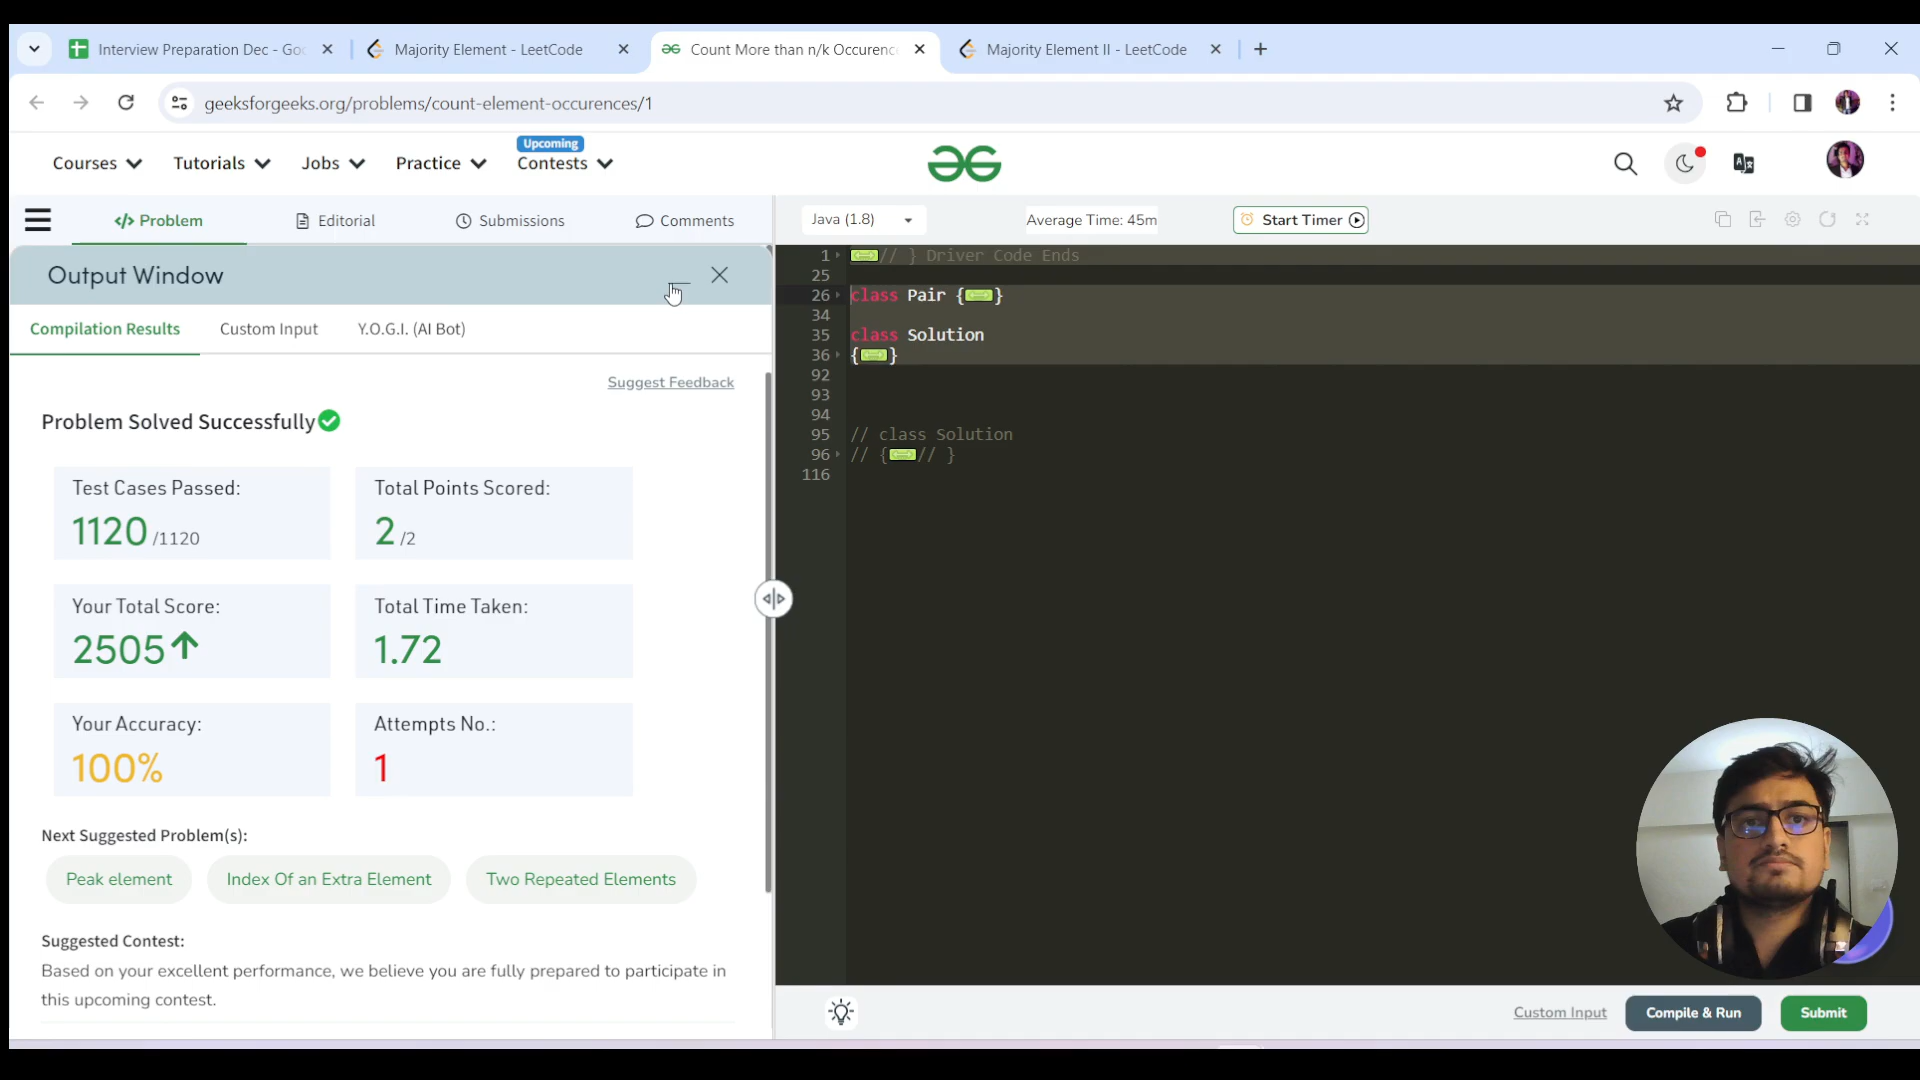 Interview Preparation Dec - Goo
Majority Element - LeetCode
Count More than n/k Occurenc
Majority Element II - LeetCode
geeksforgeeks.org/problems/count-element-occurences/1
Courses
Tutorials
Jobs
Practice
Upcoming
Contests
Problem
Editorial
Submissions
Comments
Java (1.8)
Average Time: 45m
Start Timer
Output Window
Compilation Results
Custom Input
Y.O.G.I. (AI Bot)
Suggest Feedback
Problem Solved Successfully
Test Cases Passed:
1120 /1120
Total Points Scored:
2 /2
Your Total Score:
2505
Total Time Taken:
1.72
Your Accuracy:
100%
Attempts No.:
1
Next Suggested Problem(s):
Peak element
Index Of an Extra Element
Two Repeated Elements
Suggested Contest:
Based on your excellent performance, we believe you are fully prepared to participate in
this upcoming contest.
1 // } Driver Code Ends
25
26 class Pair { }
34
35 class Solution
36 { }
92
93
94
95 // class Solution
96 // { // }
116
Custom Input
Compile & Run
Submit